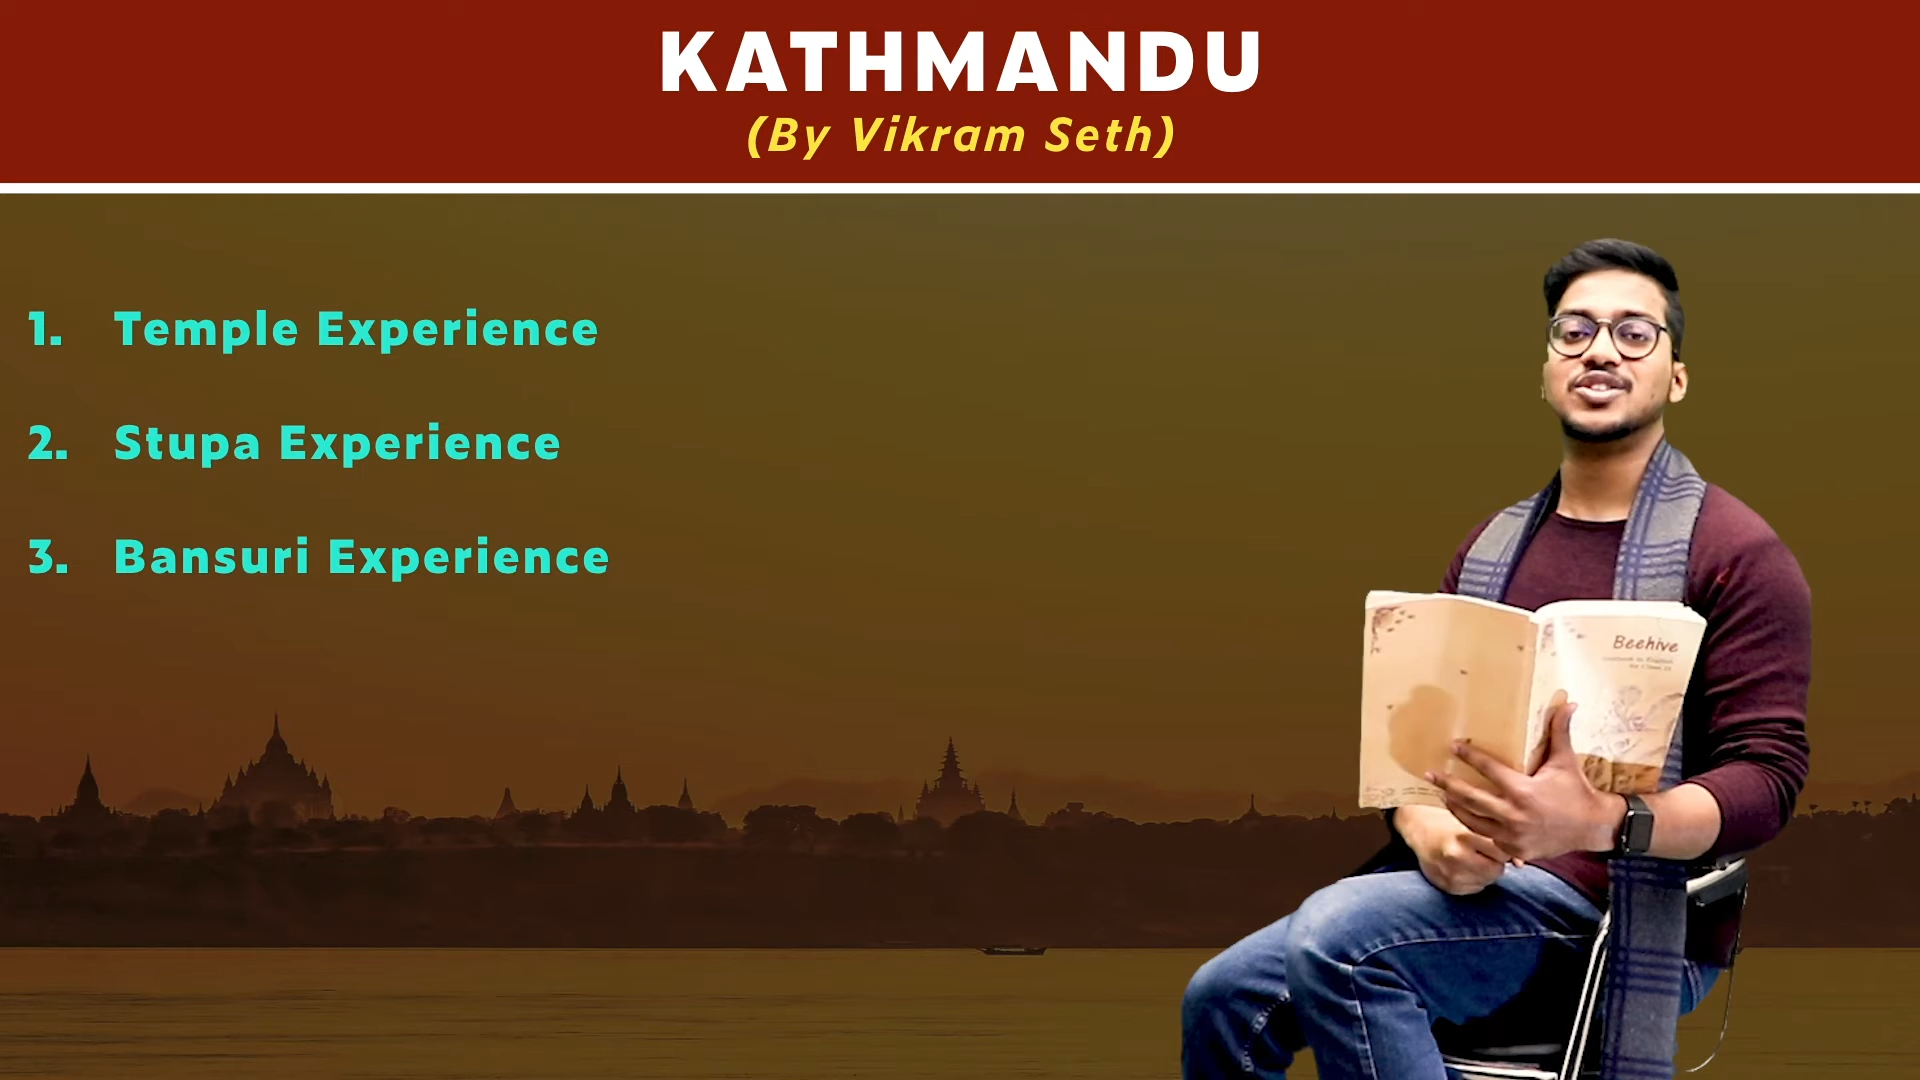 KATHMANDU
(By Vikram Seth)
1. Temple Experience
2. Stupa Experience
3. Bansuri Experience
Beehive